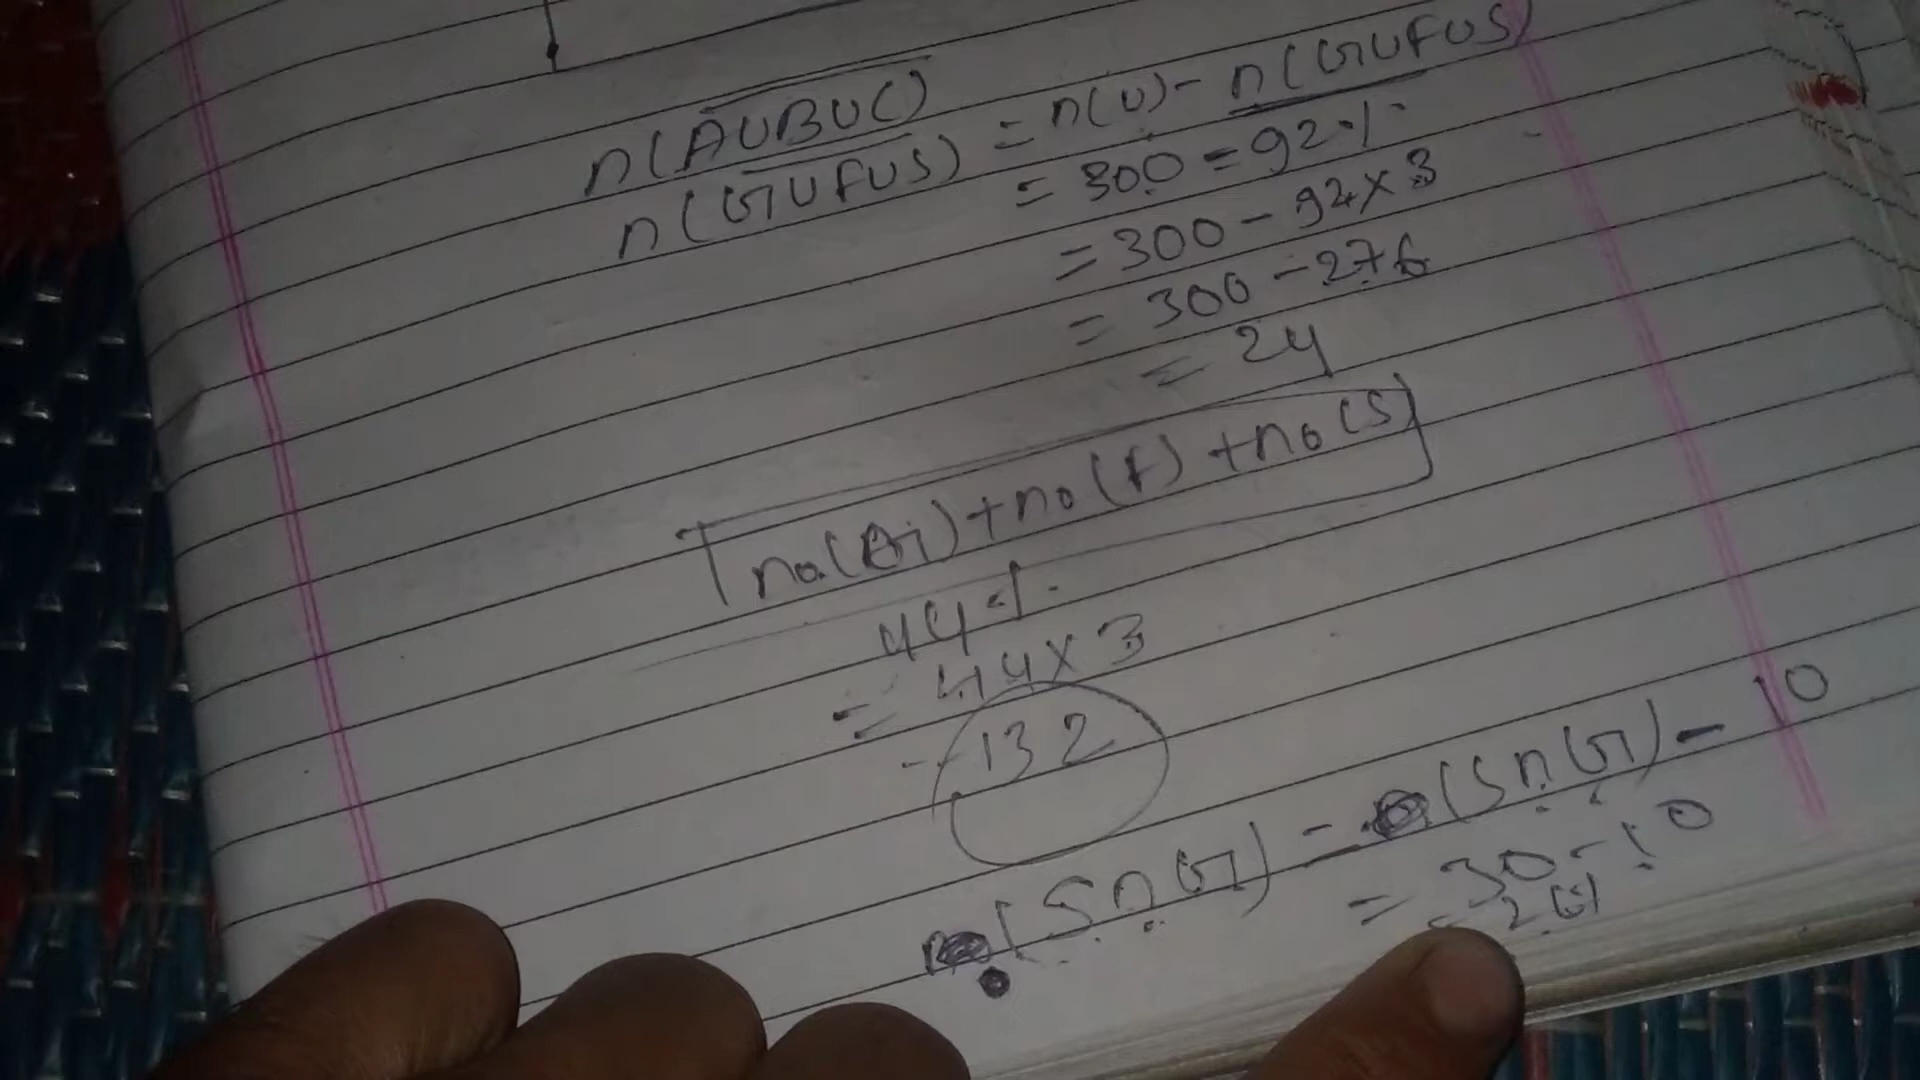 n(AUBUC)
n(GUFUS) = n(U) - n(GUFUS)
= 300 = 92%
= 300 - 92 x 3
= 300 - 276
= 24
no(G) + no(F) + no(S)
44%
= 44 x 3
132
(S n G) - (S n G) - 10
= 30 - 10
= 20